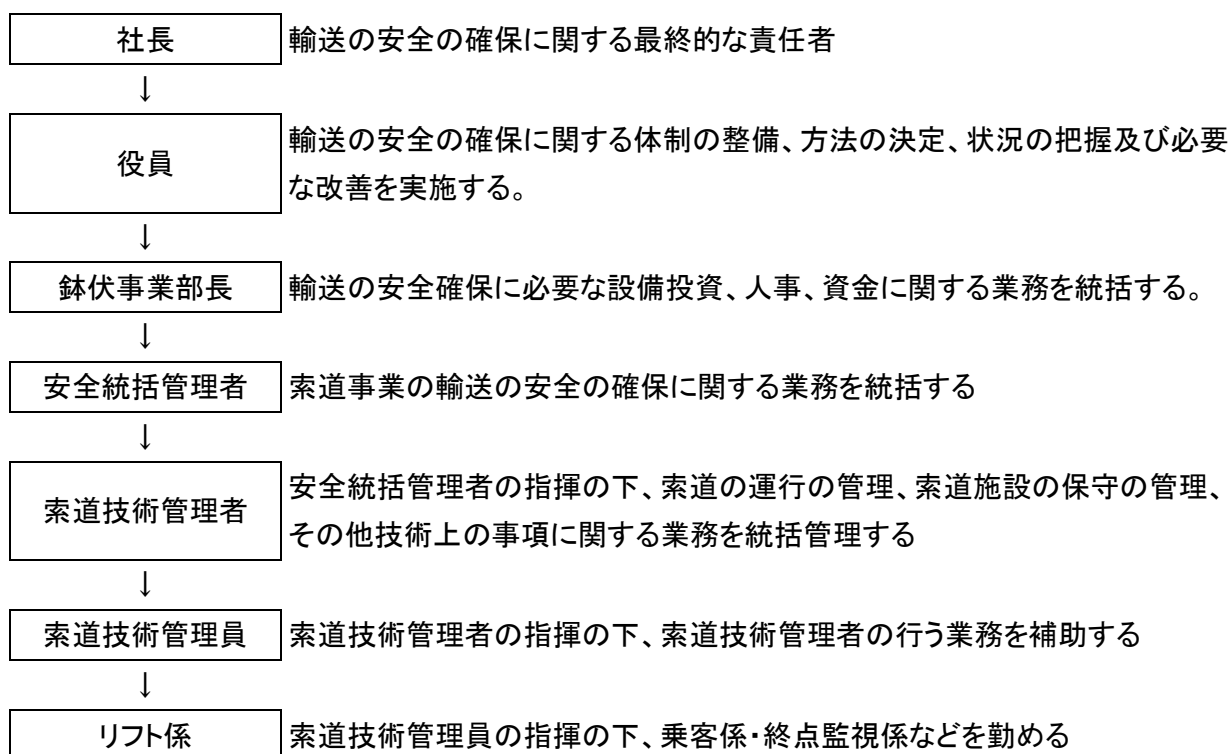 社長 輸送の安全の確保に関する最終的な責任者
↓
役員 輸送の安全の確保に関する体制の整備、方法の決定、状況の把握及び必要
な改善を実施する。
↓
鉢伏事業部長 輸送の安全確保に必要な設備投資、人事、資金に関する業務を統括する。
↓
安全統括管理者 索道事業の輸送の安全の確保に関する業務を統括する
↓
索道技術管理者 安全統括管理者の指揮の下、索道の運行の管理、索道施設の保守の管理、
その他技術上の事項に関する業務を統括管理する
↓
索道技術管理員 索道技術管理者の指揮の下、索道技術管理者の行う業務を補助する
↓
リフト係 索道技術管理員の指揮の下、乗客係・終点監視係などを勤める